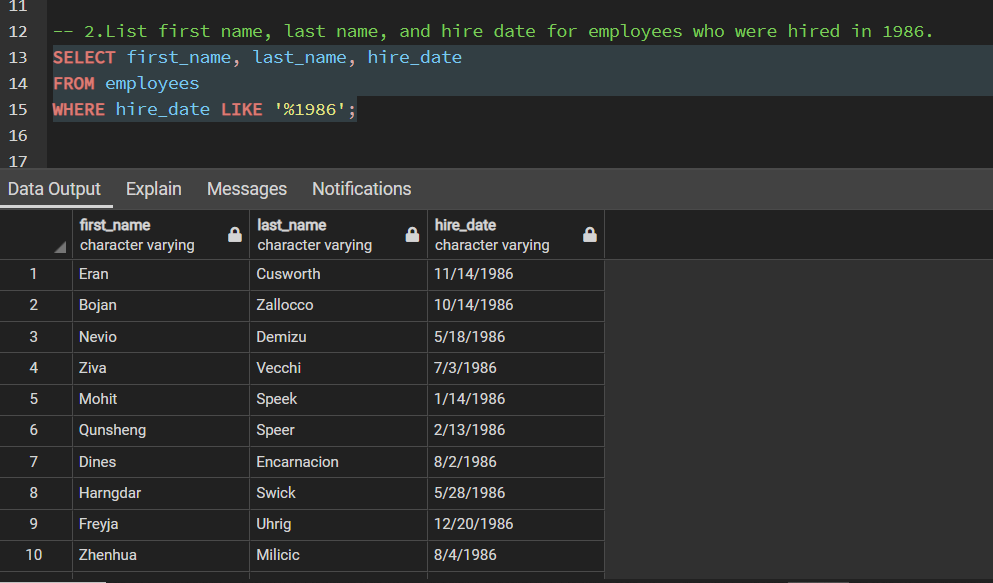 11
12 -- 2.List first name, last name, and hire date for employees who were hired in 1986.
13 SELECT first_name, last_name, hire_date
14 FROM employees
15 WHERE hire_date LIKE '%1986';
16
17
Data Output Explain Messages Notifications
first_name last_name hire_date
character varying character varying character varying
1 Eran Cusworth 11/14/1986
2 Bojan Zallocco 10/14/1986
3 Nevio Demizu 5/18/1986
4 Ziva Vecchi 7/3/1986
5 Mohit Speek 1/14/1986
6 Qunsheng Speer 2/13/1986
7 Dines Encarnacion 8/2/1986
8 Harngdar Swick 5/28/1986
9 Freyja Uhrig 12/20/1986
10 Zhenhua Milicic 8/4/1986